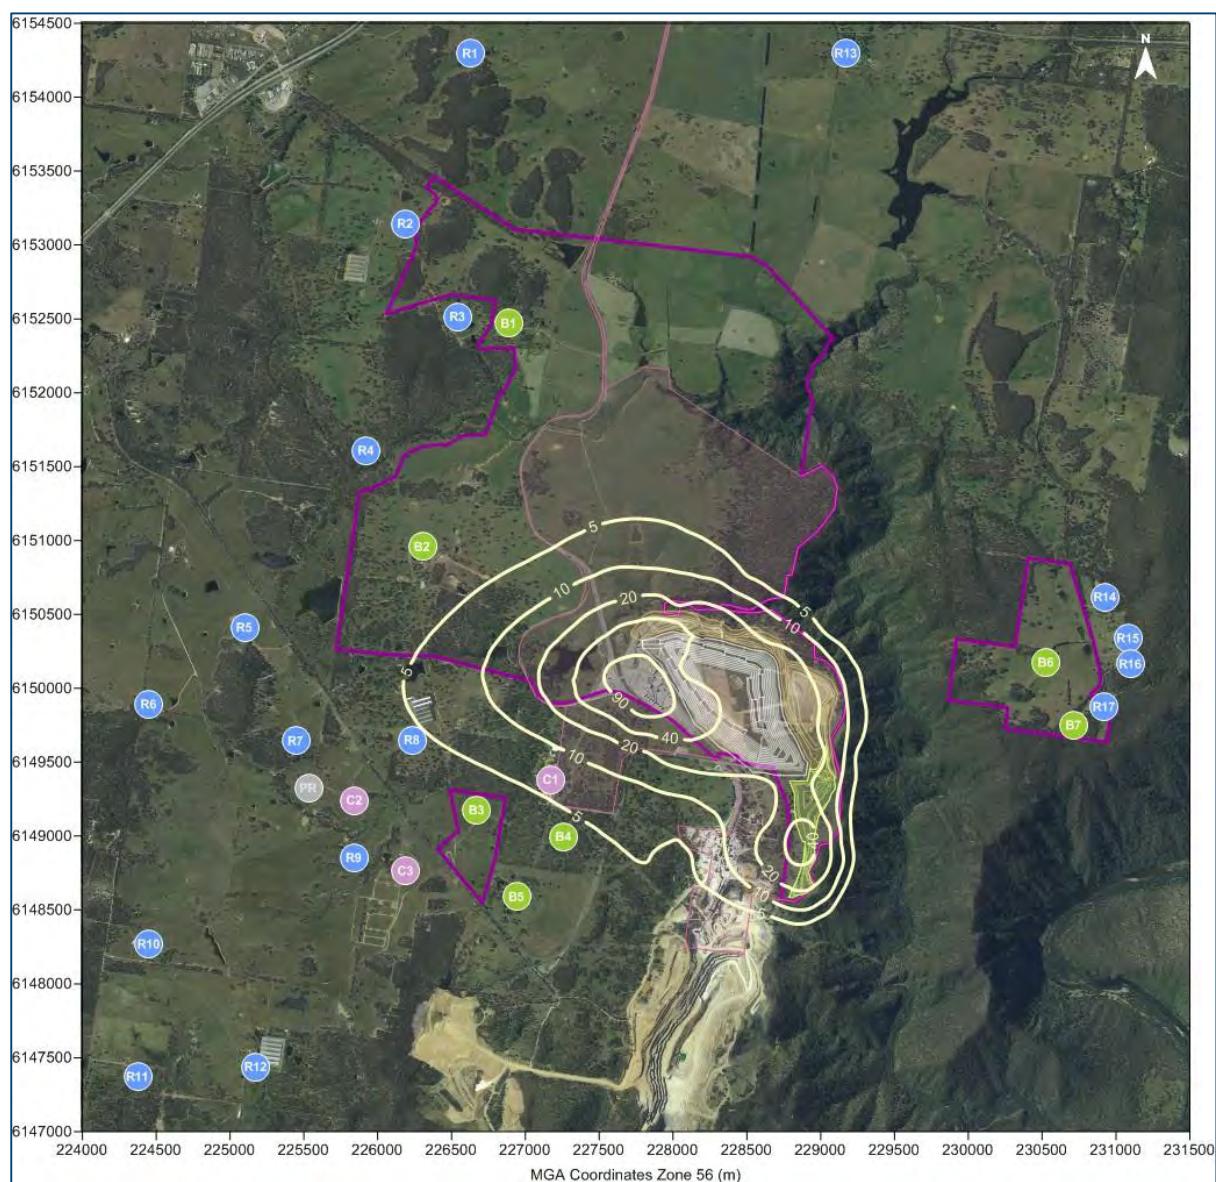 6154500
R1
R13
N
6154000
6153500
R2
6153000
R3
B1
6152500
6152000
R4
6151500
5
6151000
B2
10
20
5
10
R14
6150500
R5
R15
R16
B6
5
6150000
90
R6
R17
R7
R8
40
B7
20
6149500
10
C1
PR
C2
5
B3
6149000
B4
40
R9
C3
20
10
5
B5
6148500
R10
6148000
6147500
R12
R11
6147000
224000 224500 225000 225500 226000 226500 227000 227500 228000 228500 229000 229500 230000 230500 231000 231500
MGA Coordinates Zone 56 (m)